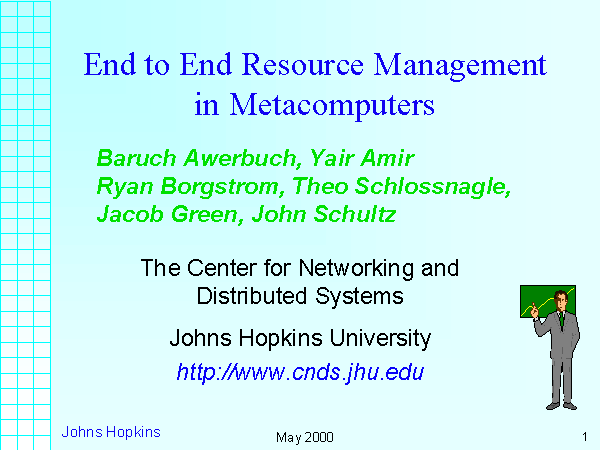 End to End Resource Management
in Metacomputers
Baruch Awerbuch, Yair Amir
Ryan Borgstrom, Theo Schlossnagle,
Jacob Green, John Schultz
The Center for Networking and
Distributed Systems
Johns Hopkins University
http://www.cnds.jhu.edu
Johns Hopkins
May 2000
1